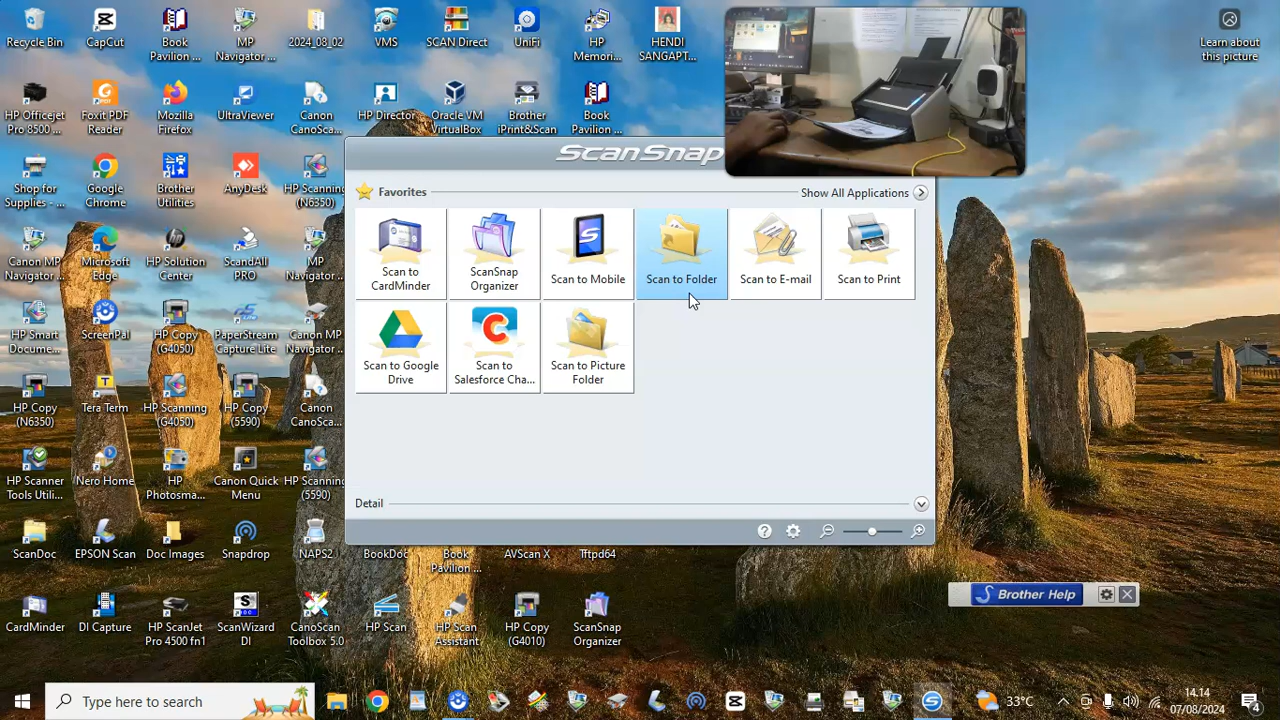 Recycle Bin
CapCut
Book
Pavilion ...
MP
Navigator ...
2024_08_02
VMS
SCAN Direct
UniFi
HP
Memori...
HENDI
SANGAPT...
Learn about
this picture
HP Officejet
Pro 8500 ...
Foxit PDF
Reader
Mozilla
Firefox
UltraViewer
Canon
CanoSca...
HP Director
Oracle VM
VirtualBox
Brother
iPrint&Scan
Book
Pavilion ...
Shop for
Supplies - ...
Google
Chrome
Brother
Utilities
AnyDesk
HP Scanning
(N6350)
ScanSnap
Favorites
Show All Applications
Scan to
CardMinder
ScanSnap
Organizer
Scan to Mobile
Scan to Folder
Scan to E-mail
Scan to Print
Scan to Google
Drive
Scan to
Salesforce Cha...
Scan to Picture
Folder
Detail
Canon MP
Navigator ...
Microsoft
Edge
HP Solution
Center
ScandAll
PRO
Canon
CanoSca...
HP Smart
Docume...
ScreenPal
HP Copy
(G4050)
PaperStream
Capture Lite
Canon MP
Navigator ...
HP Copy
(N6350)
Tera Term
HP Scanning
(G4050)
HP Copy
(5590)
Canon
CanoSca...
HP Scanner
Tools Utili...
Nero Home
HP
Photosma...
Canon Quick
Menu
HP Scanning
(5590)
ScanDoc
EPSON Scan
Doc Images
Snapdrop
NAPS2
BookDoc
Book
Pavilion ...
AVScan X
Tftpd64
CardMinder
DI Capture
HP ScanJet
Pro 4500 fn1
ScanWizard
DI
CanoScan
Toolbox 5.0
HP Scan
HP Scan
Assistant
HP Copy
(G4010)
ScanSnap
Organizer
Brother Help
Type here to search
33°C
14.14
07/08/2024
4